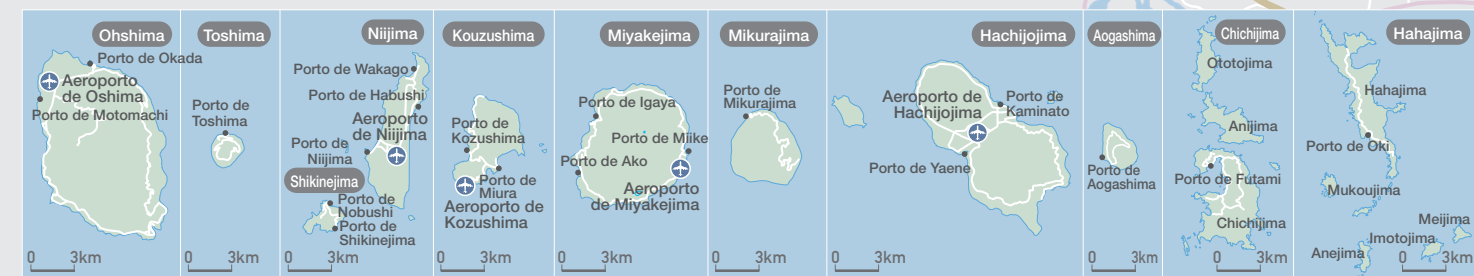 Ohshima
Porto de Okada
Aeroporto
de Oshima
Porto de Motomachi
0 3km
Toshima
Porto de
Toshima
0 3km
Niijima
Porto de Wakago
Porto de Habushi
Aeroporto
de Niijima
Porto de
Niijima
Shikinejima
Porto de
Nobushi
Porto de
Shikinejima
0 3km
Kouzushima
Porto de
Kozushima
Porto de
Miura
Aeroporto de
Kozushima
0 3km
Miyakejima
Porto de Igaya
Porto de Miike
Porto de Ako
Aeroporto
de Miyakejima
0 3km
Mikurajima
Porto de
Mikurajima
0 3km
Hachijojima
Aeroporto de
Hachijojima
Porto de
Kaminato
Porto de Yaene
0 3km
Aogashima
Porto de
Aogashima
0 3km
Chichijima
Ototojima
Anijima
Porto de Futami
Chichijima
0 3km
Hahajima
Hahajima
Porto de Oki
Mukoujima
Meijima
Imotojima
Anejima
0 3km